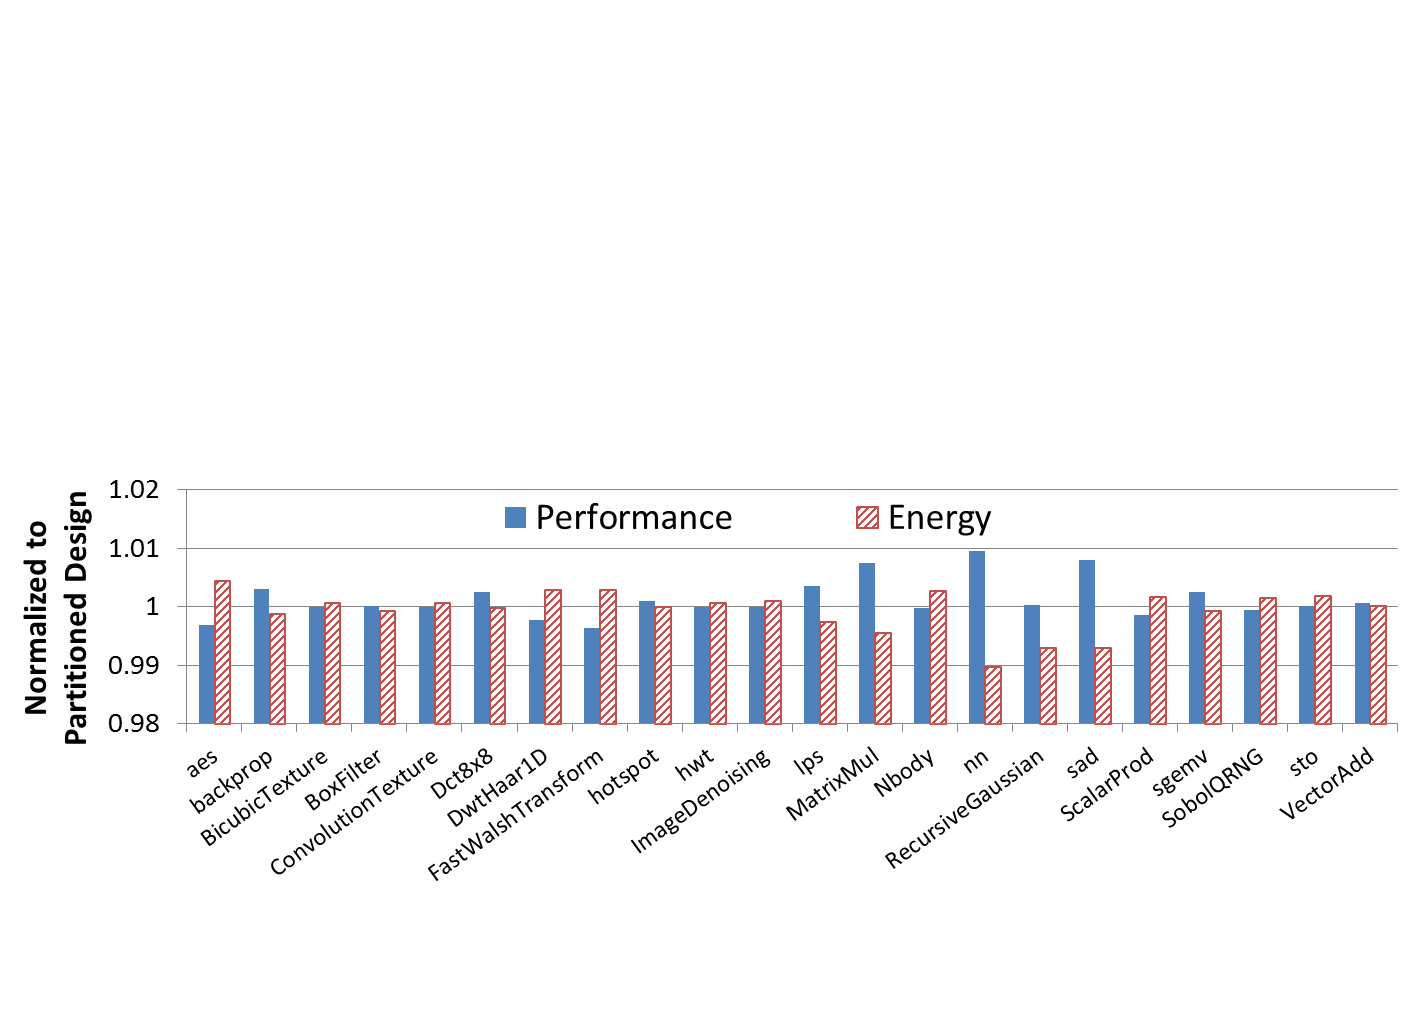 Normalized to
Partitioned Design
1.02
1.01
1
0.99
0.98
Performance
Energy
aes
backprop
BicubicTexture
BoxFilter
ConvolutionTexture
Dct8x8
DwtHaar1D
FastWalshTransform
hotspot
hwt
ImageDenoising
lps
MatrixMul
Nbody
nn
RecursiveGaussian
sad
ScalarProd
sgemv
SobolQRNG
sto
VectorAdd